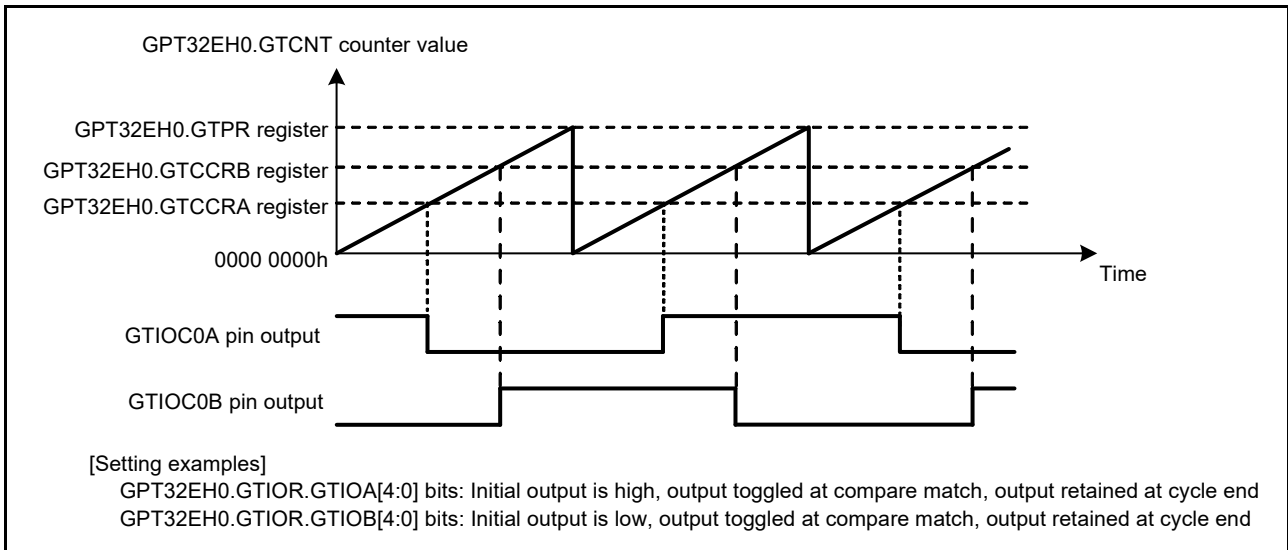 GPT32EH0.GTCNT counter value
GPT32EH0.GTPR register
GPT32EH0.GTCCRB register
GPT32EH0.GTCCRA register
0000 0000h
Time
GTIOC0A pin output
GTIOC0B pin output
[Setting examples]
GPT32EH0.GTIOR.GTIOA[4:0] bits: Initial output is high, output toggled at compare match, output retained at cycle end
GPT32EH0.GTIOR.GTIOB[4:0] bits: Initial output is low, output toggled at compare match, output retained at cycle end